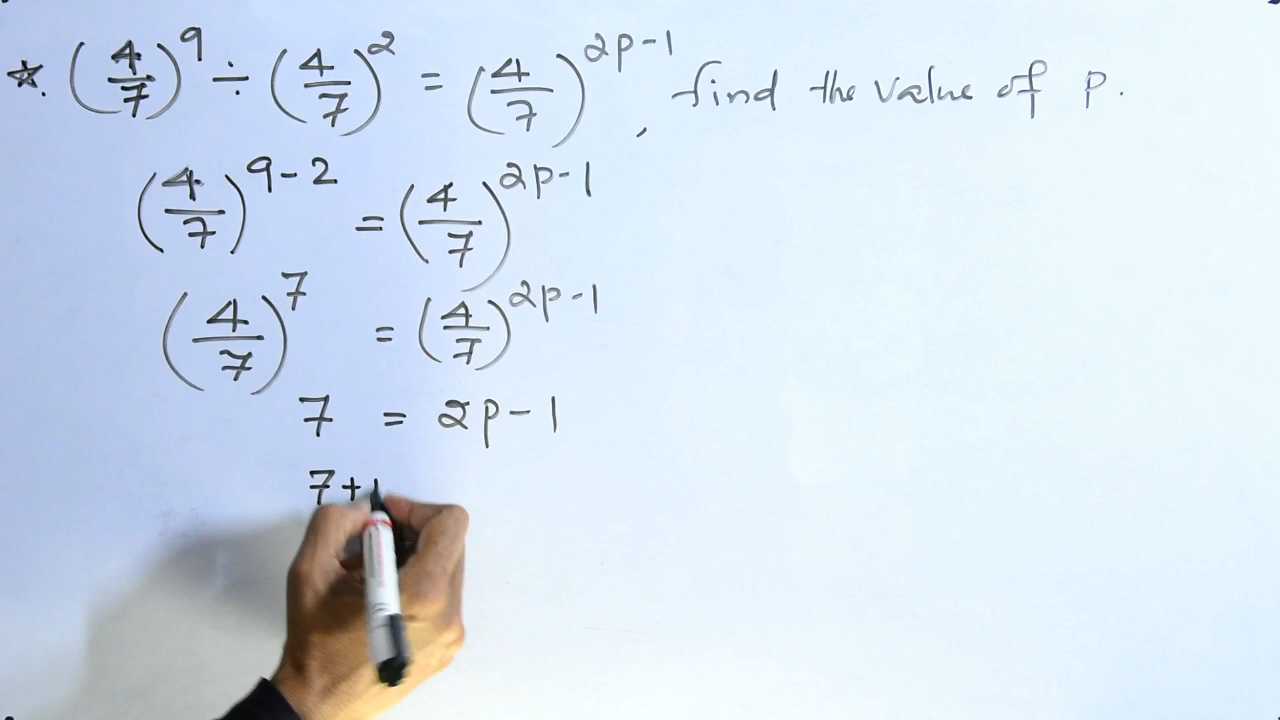 ☆. (4/7)^9 ÷ (4/7)^2 = (4/7)^(2p-1), find the value of p.
(4/7)^(9-2) = (4/7)^(2p-1)
(4/7)^7 = (4/7)^(2p-1)
7 = 2p-1
7+1